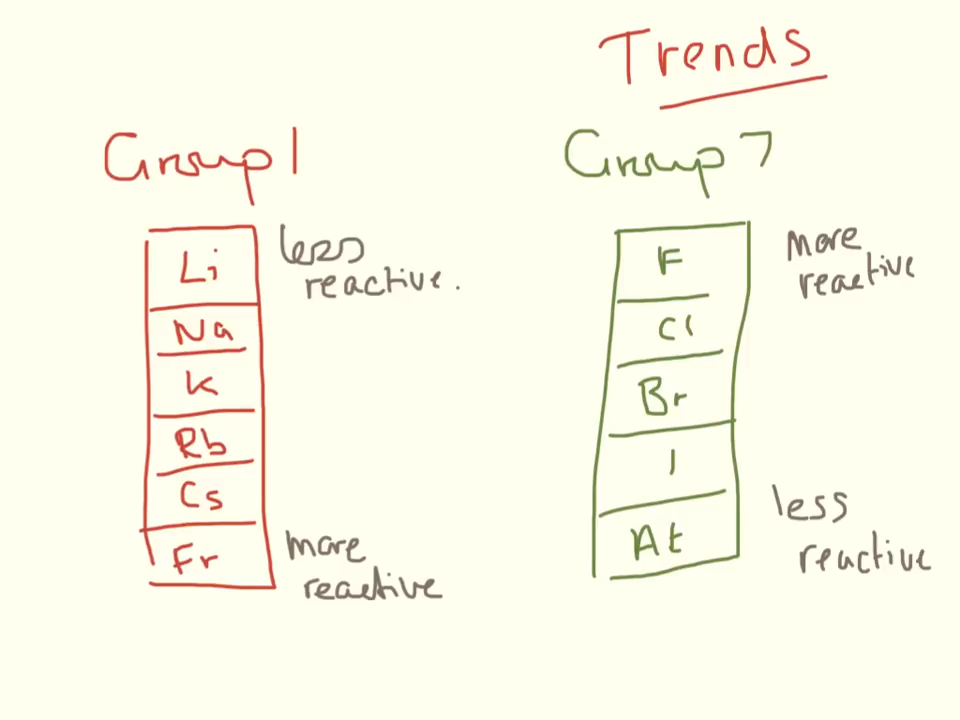 Trends
Group 1
Group 7
Li
less
reactive.
Na
K
Rb
Cs
Fr
more
reactive
F
more
reactive
Cl
Br
I
At
less
reactive